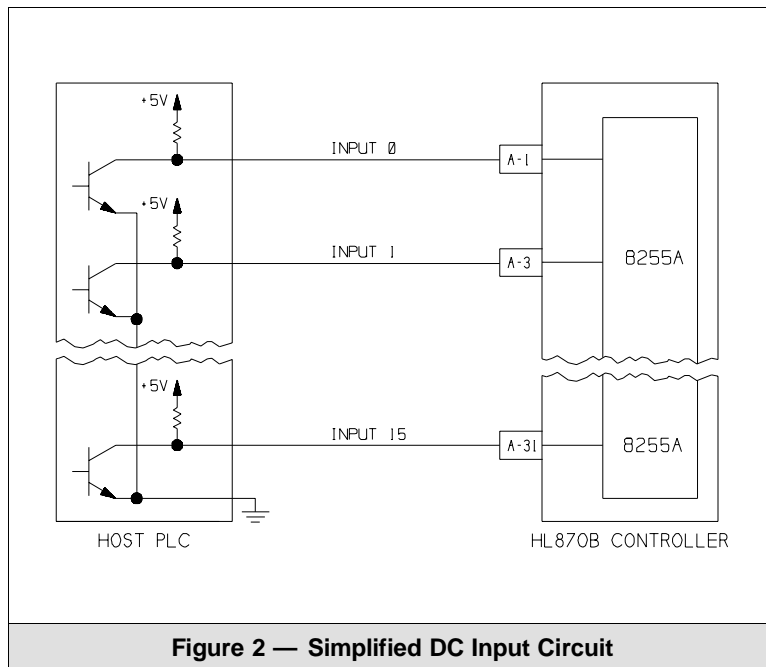 +5V
INPUT 0
A-1
+5V
INPUT 1
A-3
8255A
+5V
INPUT 15
A-31
8255A
HOST PLC
HL870B CONTROLLER
Figure 2 — Simplified DC Input Circuit